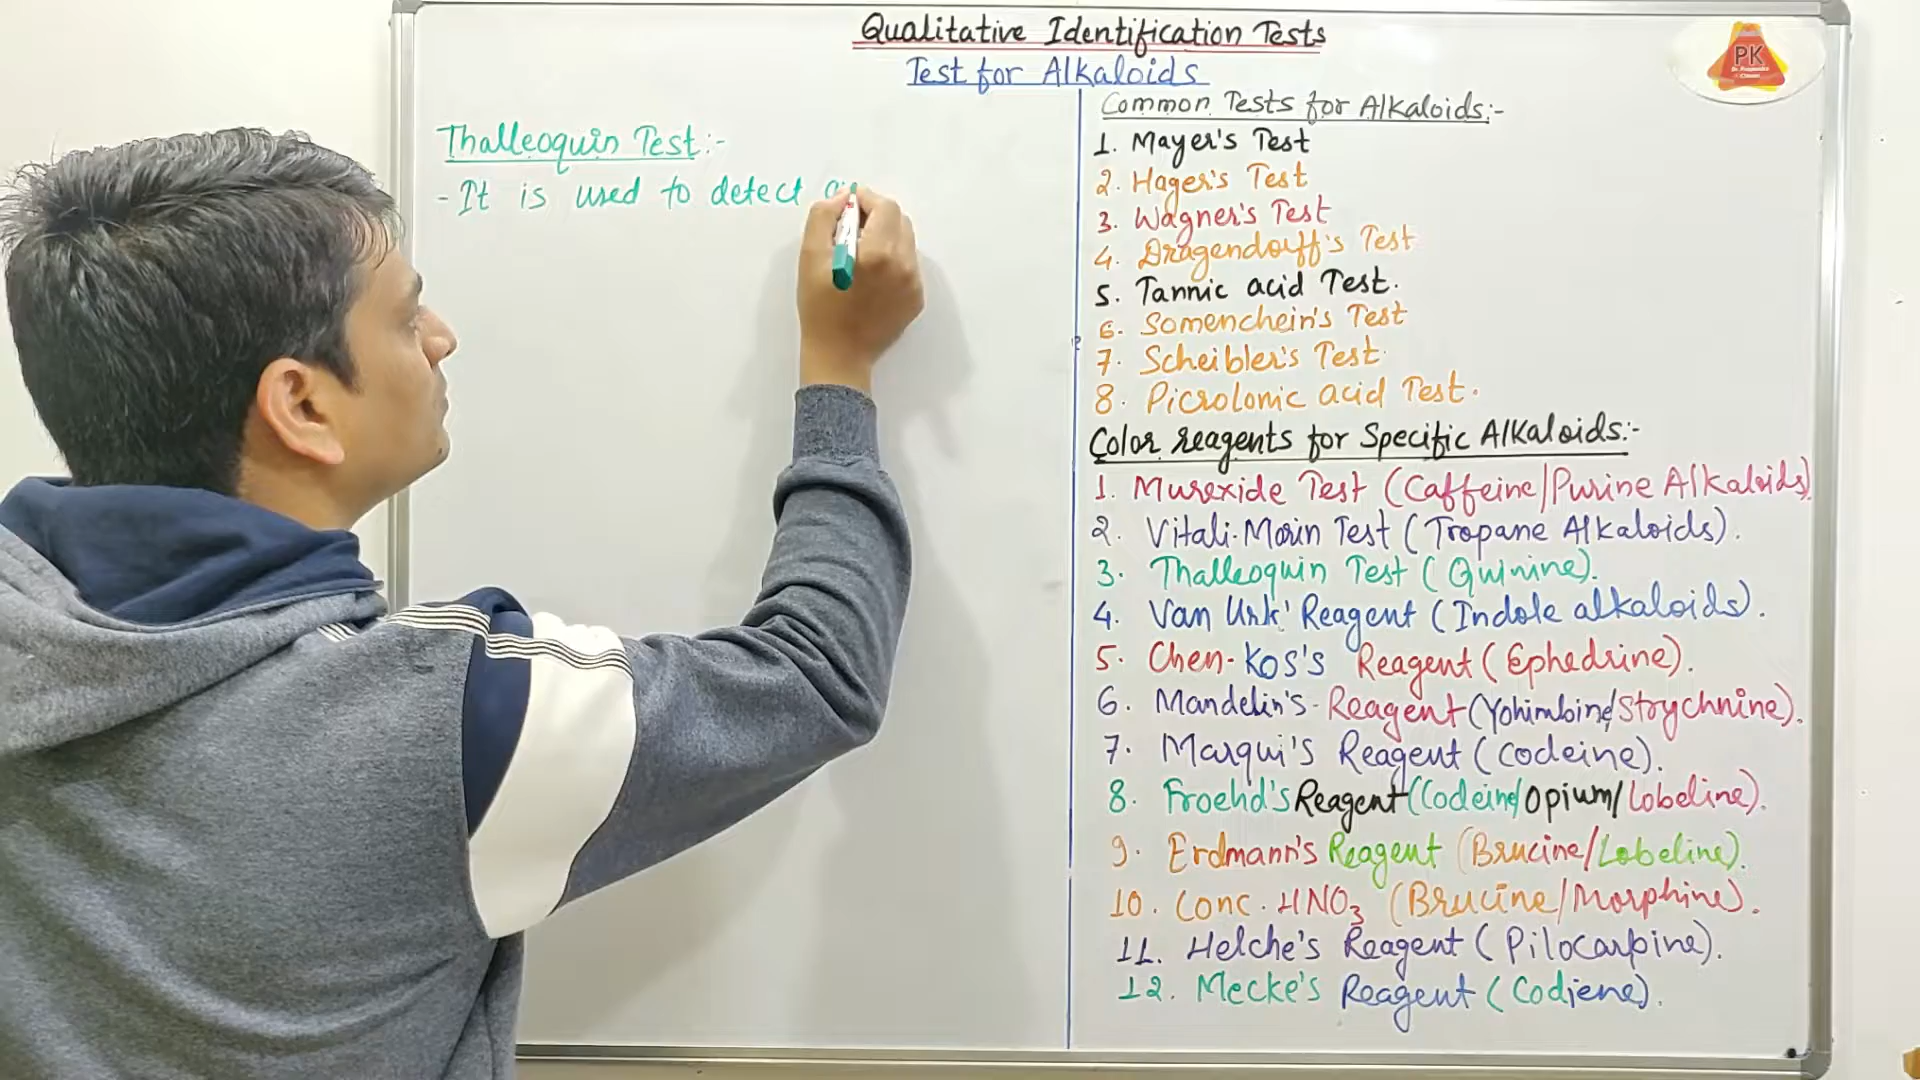 Qualitative Identification Tests
Test for Alkaloids
Thalleoquin Test:-
- It is used to detect
Common Tests for Alkaloids:-
1. Mayer's Test
2. Hager's Test
3. Wagner's Test
4. Dragendorff's Test
5. Tannic acid Test.
6. Somenchein's Test
7. Scheibler's Test.
8. Picrolonic acid Test.
Color reagents for Specific Alkaloids:-
1. Murexide Test (Caffeine/Purine Alkaloids)
2. Vitali-Morin Test (Tropane Alkaloids).
3. Thalleoquin Test (Quinine).
4. Van Urk' Reagent (Indole alkaloids).
5. Chen-Kos's Reagent (Ephedrine).
6. Mandelin's-Reagent (Yohimbine/Strychnine).
7. Marqui's Reagent (codeine).
8. Froehd's Reagent (Codeine/Opium/Lobeline).
9. Erdmann's Reagent (Brucine/Lobeline).
10. Conc. HNO3 (Brucine/Morphine).
11. Helche's Reagent (Pilocarpine).
12. Mecke's Reagent (Codiene).
PK